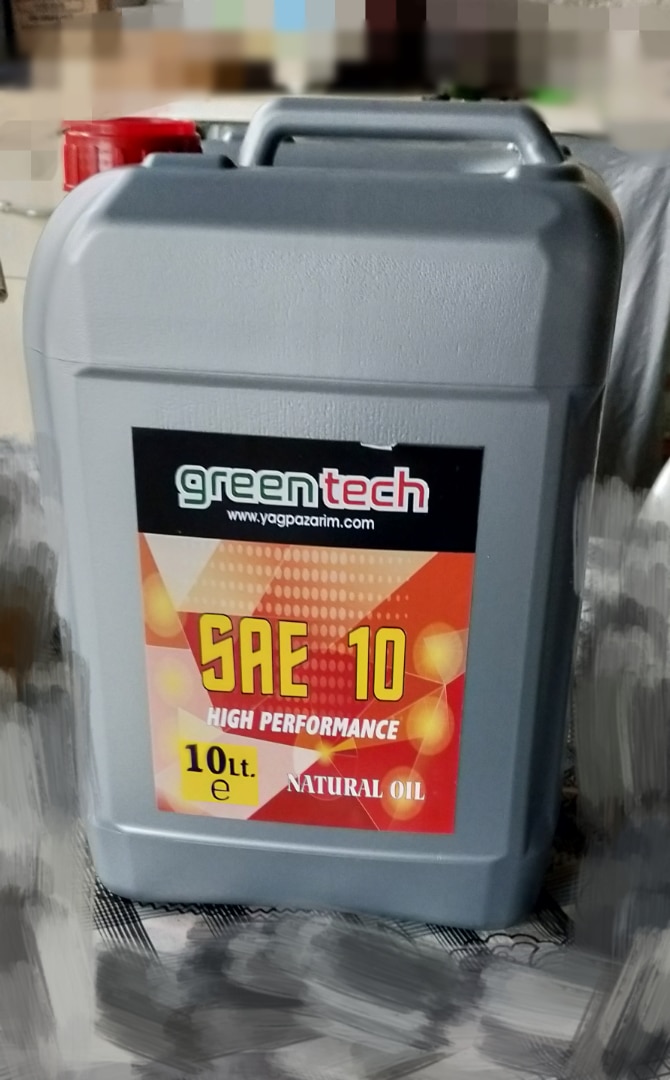 greentech
www.yagpazarim.com
SAE 10
HIGH PERFORMANCE
10Lt.
e
NATURAL OIL